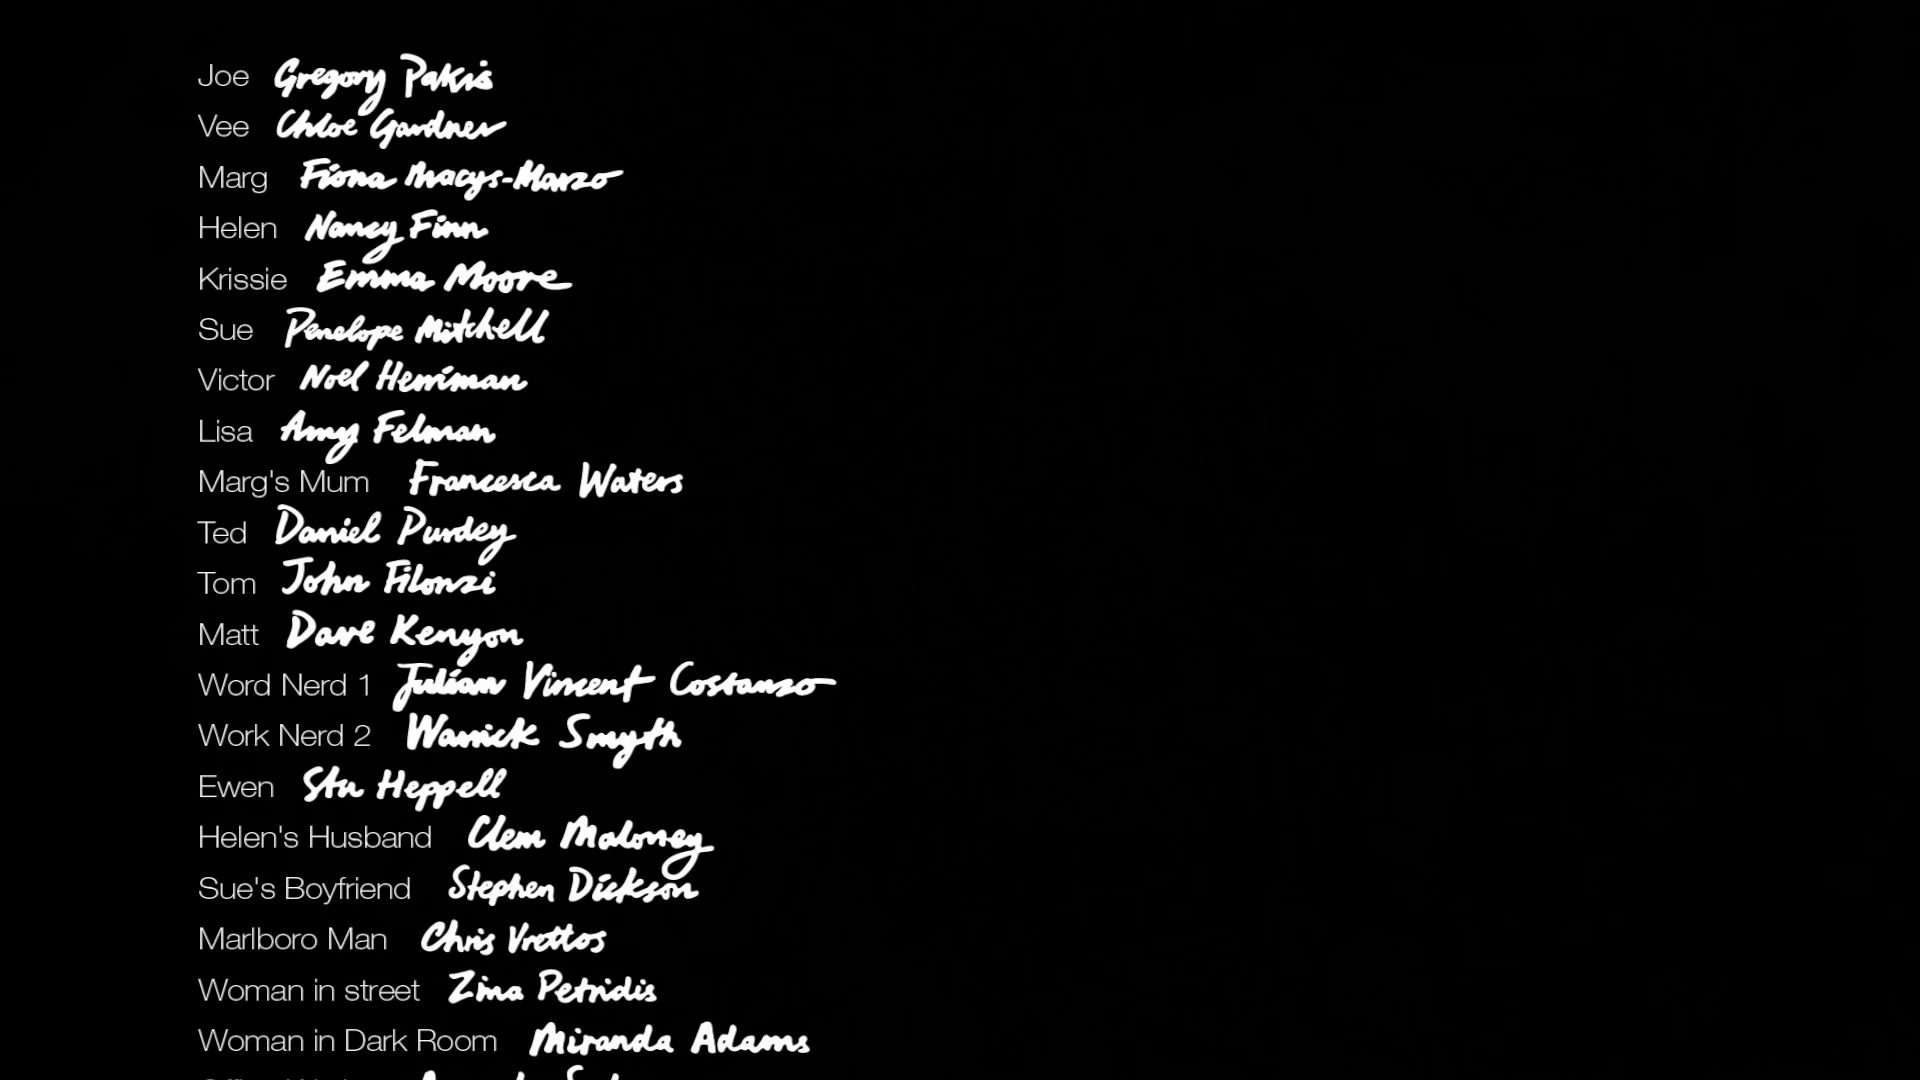 Joe Gregory Pakis
Vee Chloe Gardner
Marg Fiona Macys-Marzo
Helen Nancy Finn
Krissie Emma Moore
Sue Penelope Mitchell
Victor Noel Herriman
Lisa Amy Felman
Marg's Mum Francesca Waters
Ted Daniel Purdey
Tom John Filonzi
Matt Dave Kenyon
Word Nerd 1 Julian Vincent Costanzo
Work Nerd 2 Warrick Smyth
Ewen Stu Heppell
Helen's Husband Clem Maloney
Sue's Boyfriend Stephen Dickson
Marlboro Man Chris Vrettos
Woman in street Zina Petridis
Woman in Dark Room Miranda Adams